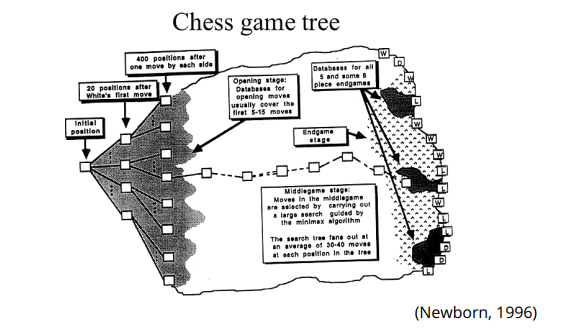 Chess game tree
400 positions after
one move by each side
20 positions after
White's first move
Initial
position
Opening stage:
Databases for
opening moves
usually cover the
first 5-15 moves
Databases for all
5 and some 6
piece endgames
Endgame
stage
Middlegame stage:
Moves in the middlegame
are selected by carrying out
a large search guided by
the minimax algorithm
The search tree fans out at
an average of 30-40 moves
at each position in the tree
W
D
W
W
L
W
W
W
L
L
W
L
L
D
D
L
(Newborn, 1996)